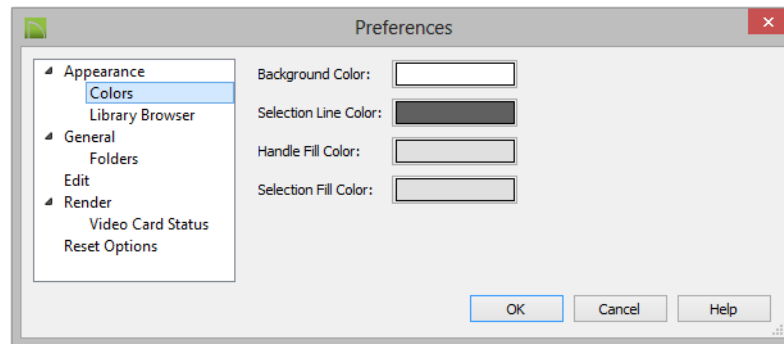 Preferences
Appearance
Colors
Library Browser
General
Folders
Edit
Render
Video Card Status
Reset Options
Background Color:
Selection Line Color:
Handle Fill Color:
Selection Fill Color:
OK Cancel Help